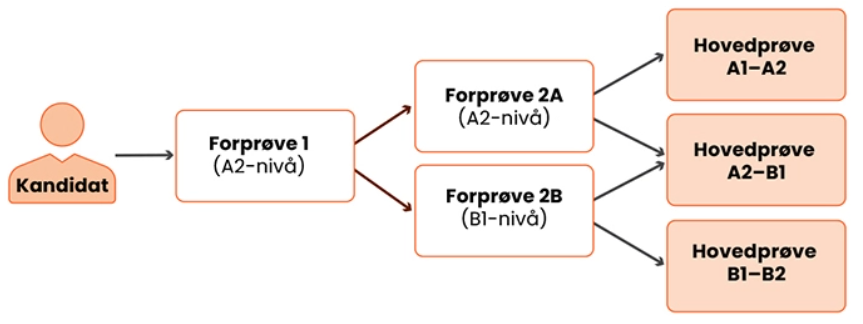 Kandidat
Forprøve 1
(A2-nivå)
Forprøve 2A
(A2-nivå)
Forprøve 2B
(B1-nivå)
Hovedprøve
A1–A2
Hovedprøve
A2–B1
Hovedprøve
B1–B2